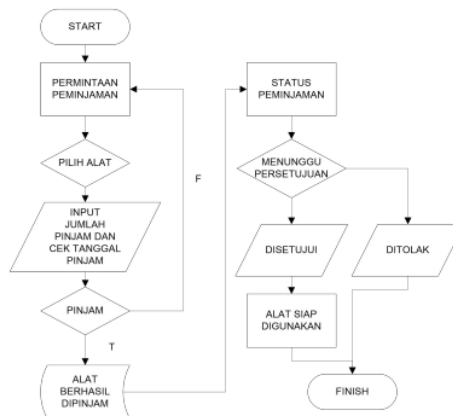 START
PERMINTAAN
PEMINJAMAN
PILIH ALAT
INPUT
JUMLAH
PINJAM DAN
CEK TANGGAL
PINJAM
PINJAM
F
T
ALAT
BERHASIL
DIPINJAM
STATUS
PEMINJAMAN
MENUNGGU
PERSETUJUAN
DISETUJUI
DITOLAK
ALAT SIAP
DIGUNAKAN
FINISH